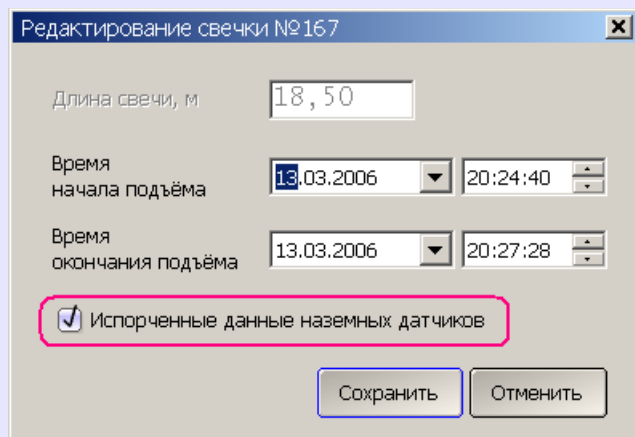 Редактирование свечки №167
Длина свечи, м
18,50
Время
начала подъёма
13.03.2006
20:24:40
Время
окончания подъёма
13.03.2006
20:27:28
Испорченные данные наземных датчиков
Сохранить
Отменить